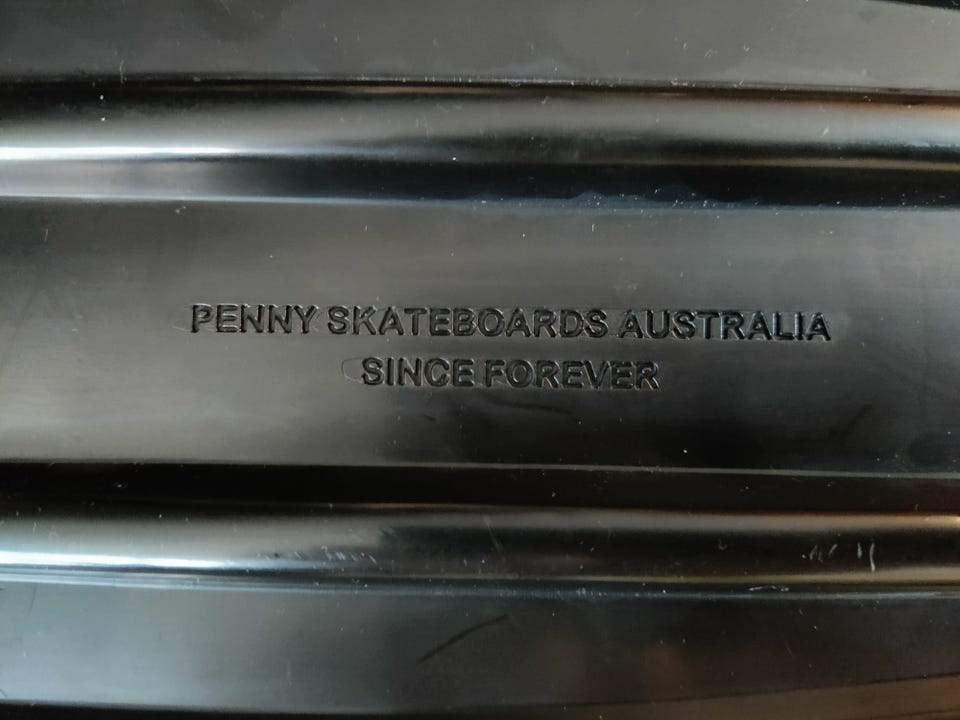 PENNY SKATEBOARDS AUSTRALIA
SINCE FOREVER